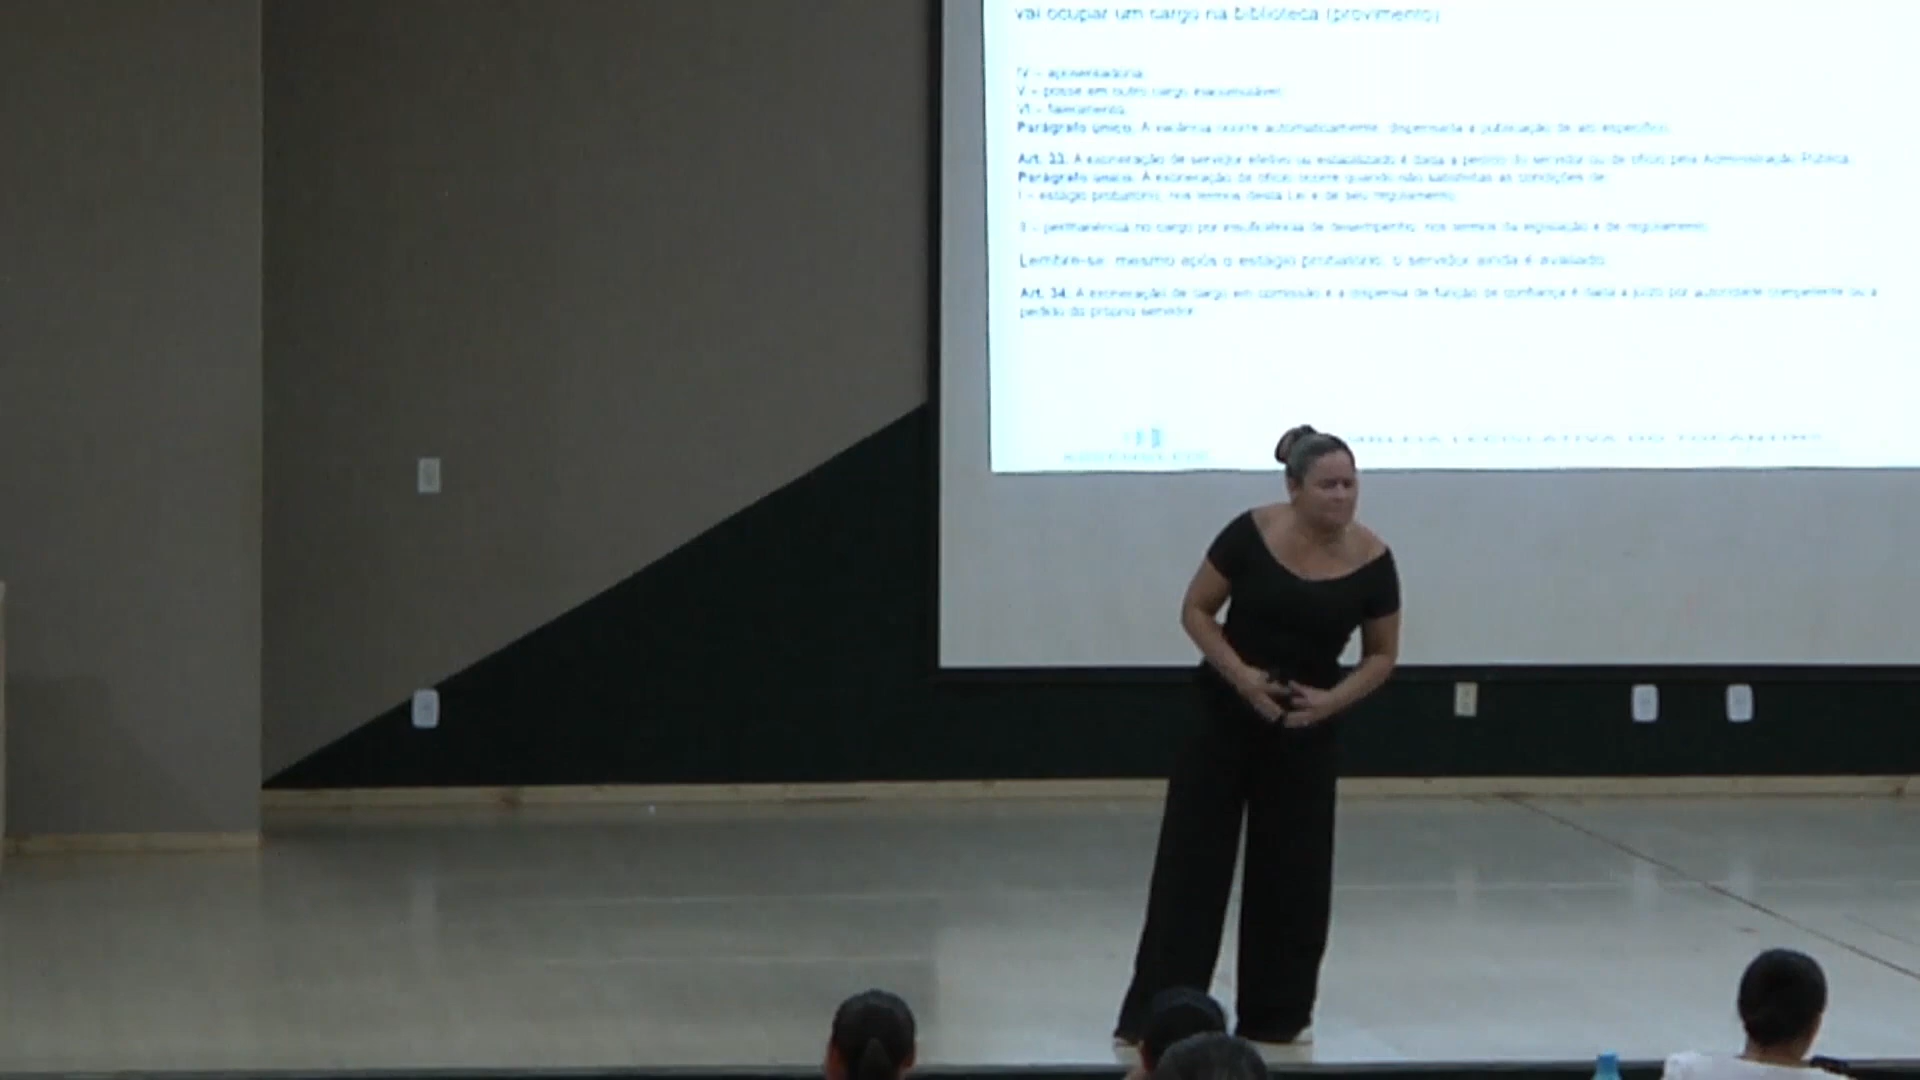 vai ocupar um cargo na biblioteca (provimento)
IV – aposentadoria;
V – posse em outro cargo inacumulável;
VI – falecimento.
Parágrafo único. A vacância ocorre automaticamente, dispensada a publicação de ato específico.
Art. 33. A exoneração de servidor efetivo ou estabilizado é dada a pedido do servidor ou de ofício pela Administração Pública.
Parágrafo único. A exoneração de ofício ocorre quando não satisfeitas as condições de:
I – estágio probatório, nos termos desta Lei e de seu regulamento;
II – permanência no cargo por insuficiência de desempenho, nos termos da legislação e de regulamento.
Lembre-se: mesmo após o estágio probatório, o servidor ainda é avaliado.
Art. 34. A exoneração de cargo em comissão e a dispensa de função de confiança é dada a juízo por autoridade competente ou a
pedido do próprio servidor.
LEGISLATIVA DO TOCANTINS